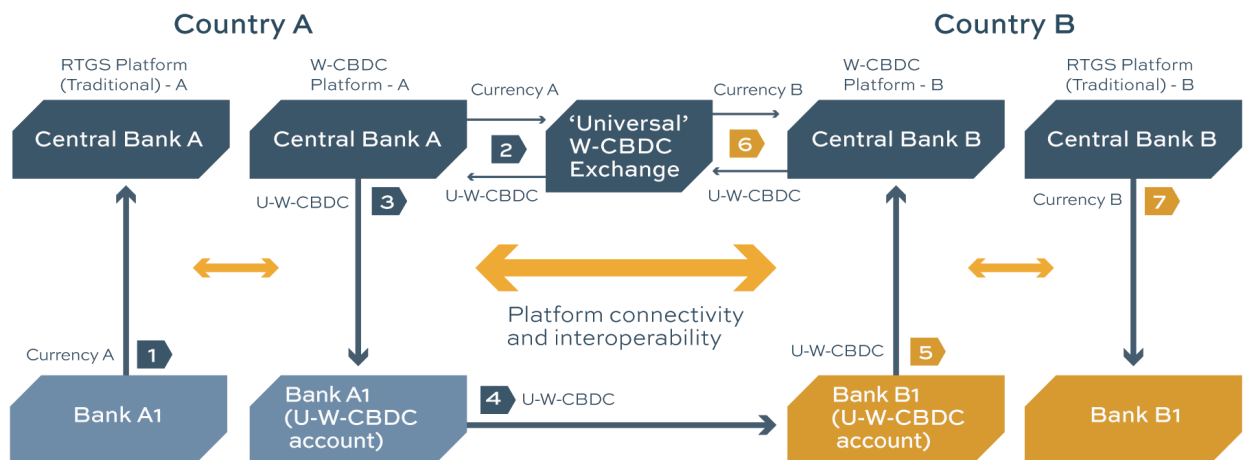 Country A
Country B
RTGS Platform
(Traditional) - A
W-CBDC
Platform - A
W-CBDC
Platform - B
RTGS Platform
(Traditional) - B
Central Bank A
Central Bank A
Currency A
2
U-W-CBDC
‘Universal’
W-CBDC
Exchange
Currency B
6
U-W-CBDC
Central Bank B
Central Bank B
U-W-CBDC
3
Currency B
7
Platform connectivity
and interoperability
Currency A
1
U-W-CBDC
5
Bank A1
Bank A1
(U-W-CBDC
account)
4
U-W-CBDC
Bank B1
(U-W-CBDC
account)
Bank B1